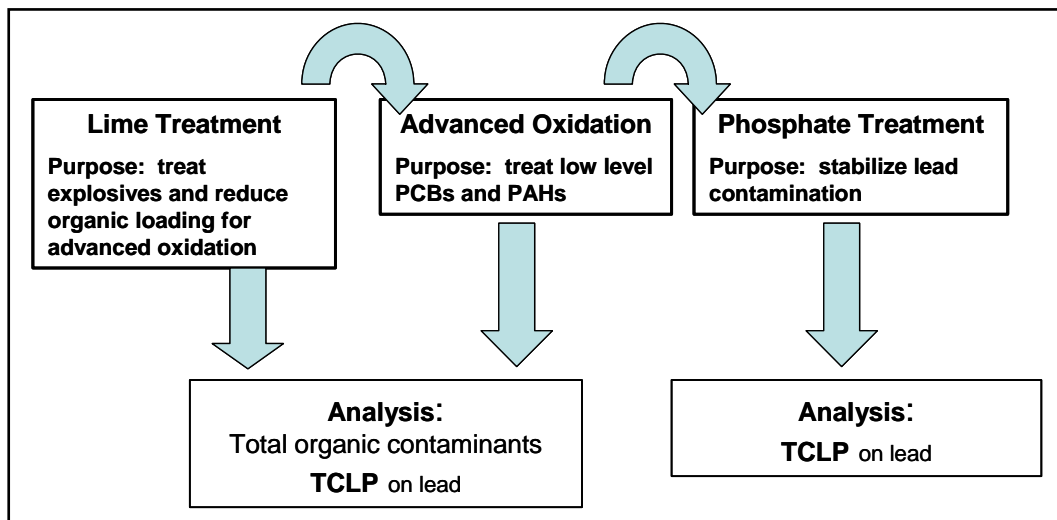 Lime Treatment
Purpose: treat
explosives and reduce
organic loading for
advanced oxidation
Advanced Oxidation
Purpose: treat low level
PCBs and PAHs
Phosphate Treatment
Purpose: stabilize lead
contamination
Analysis:
Total organic contaminants
TCLP on lead
Analysis:
TCLP on lead